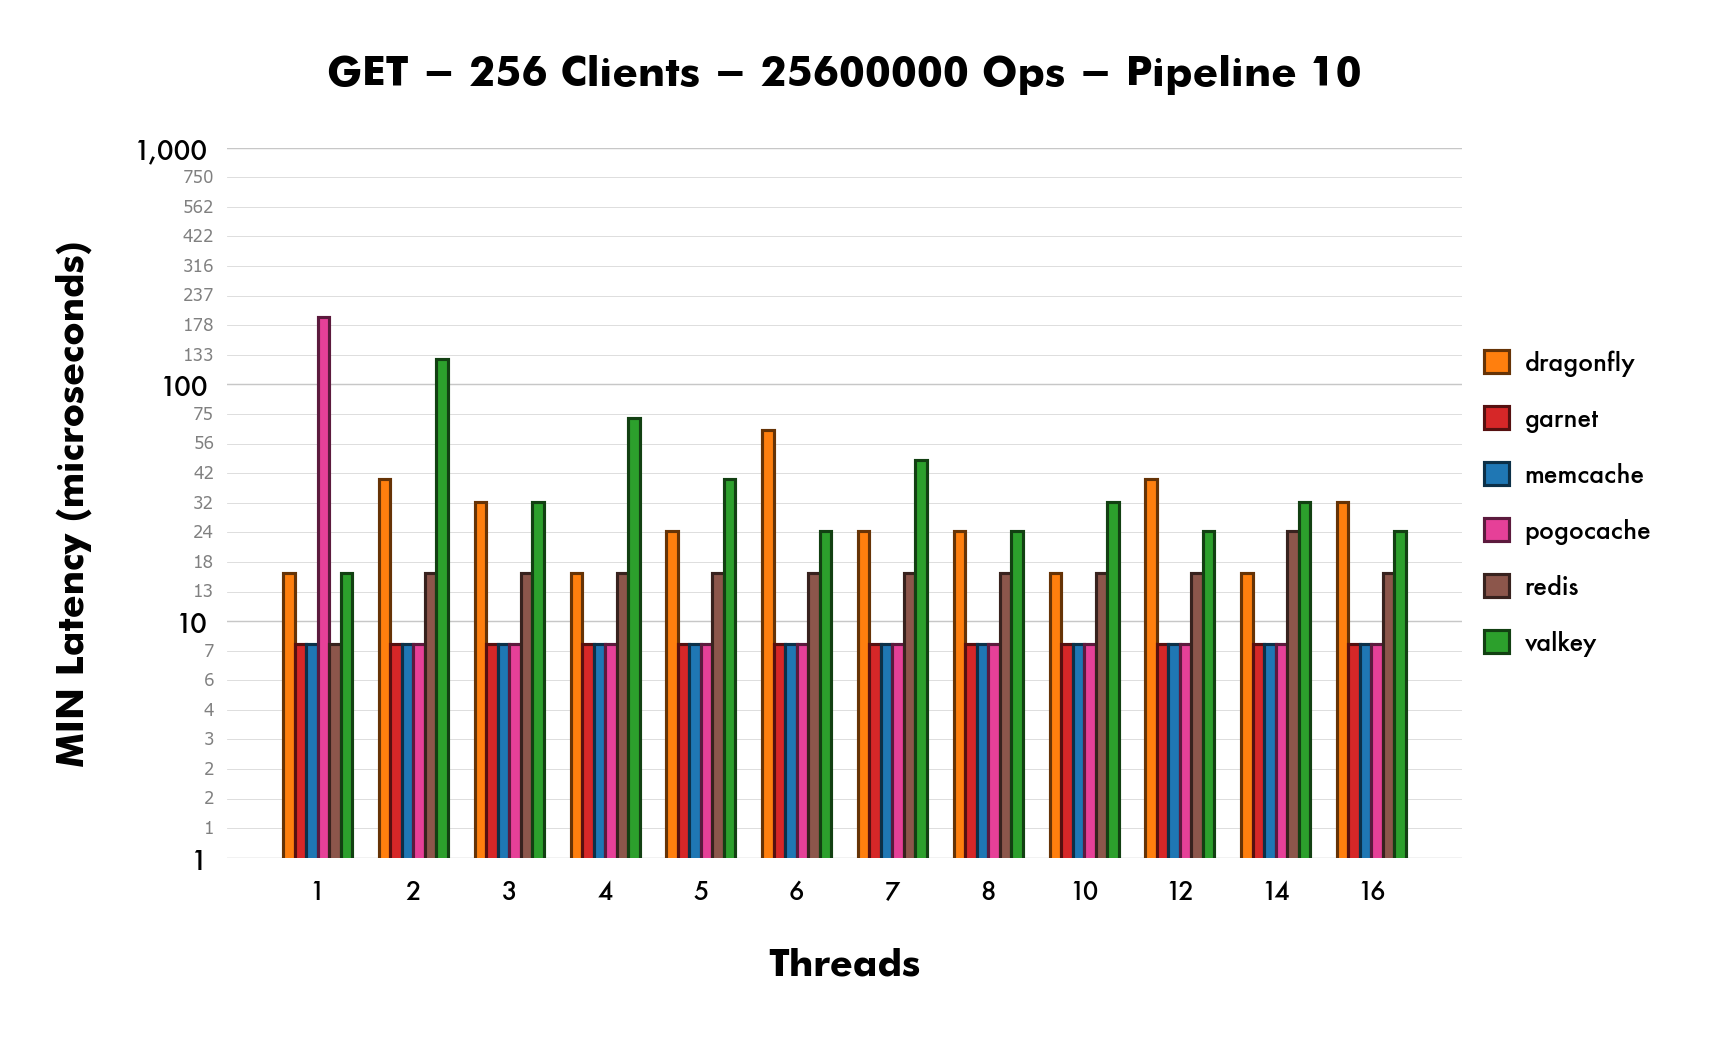 GET – 256 Clients – 25600000 Ops – Pipeline 10
MIN Latency (microseconds)
1,000
750
562
422
316
237
178
133
100
75
56
42
32
24
18
13
10
7
6
4
3
2
2
1
1
1 2 3 4 5 6 7 8 10 12 14 16
Threads
dragonfly
garnet
memcache
pogocache
redis
valkey